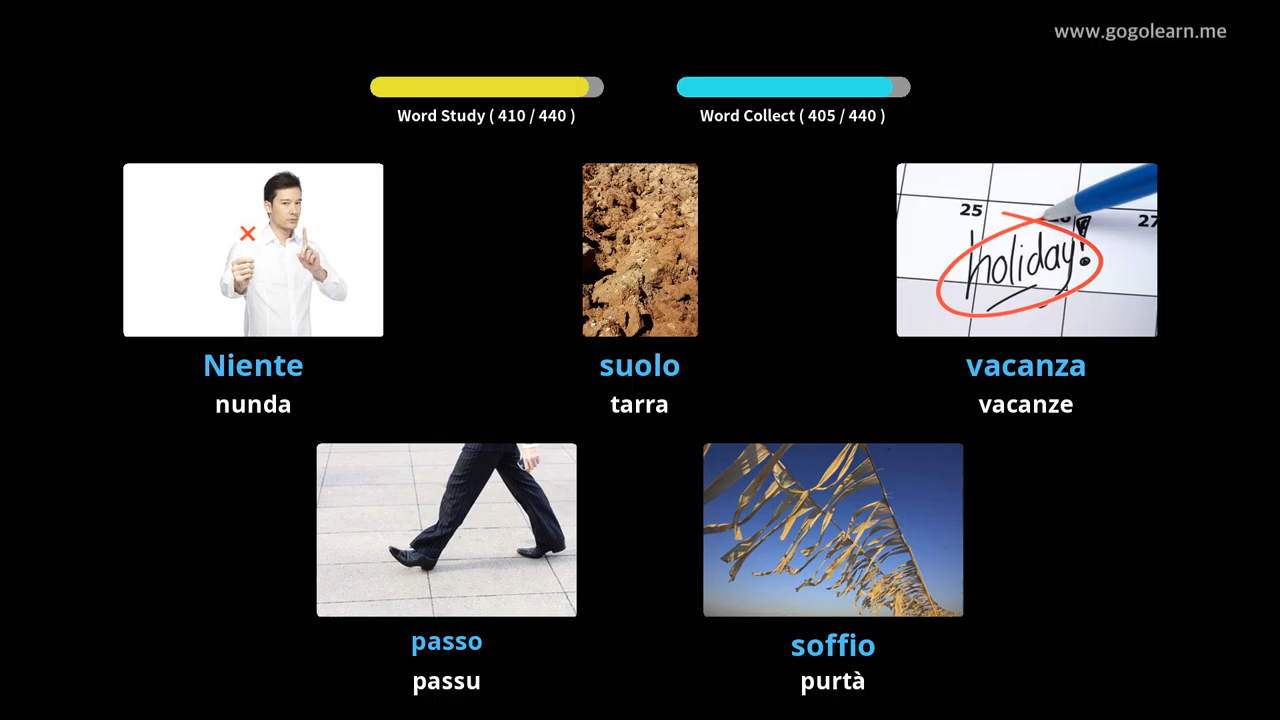 www.gogolearn.me
Word Study ( 410 / 440 )
Word Collect ( 405 / 440 )
25
27
holiday!
Niente
nunda
suolo
tarra
vacanza
vacanze
passo
passu
soffio
purtà